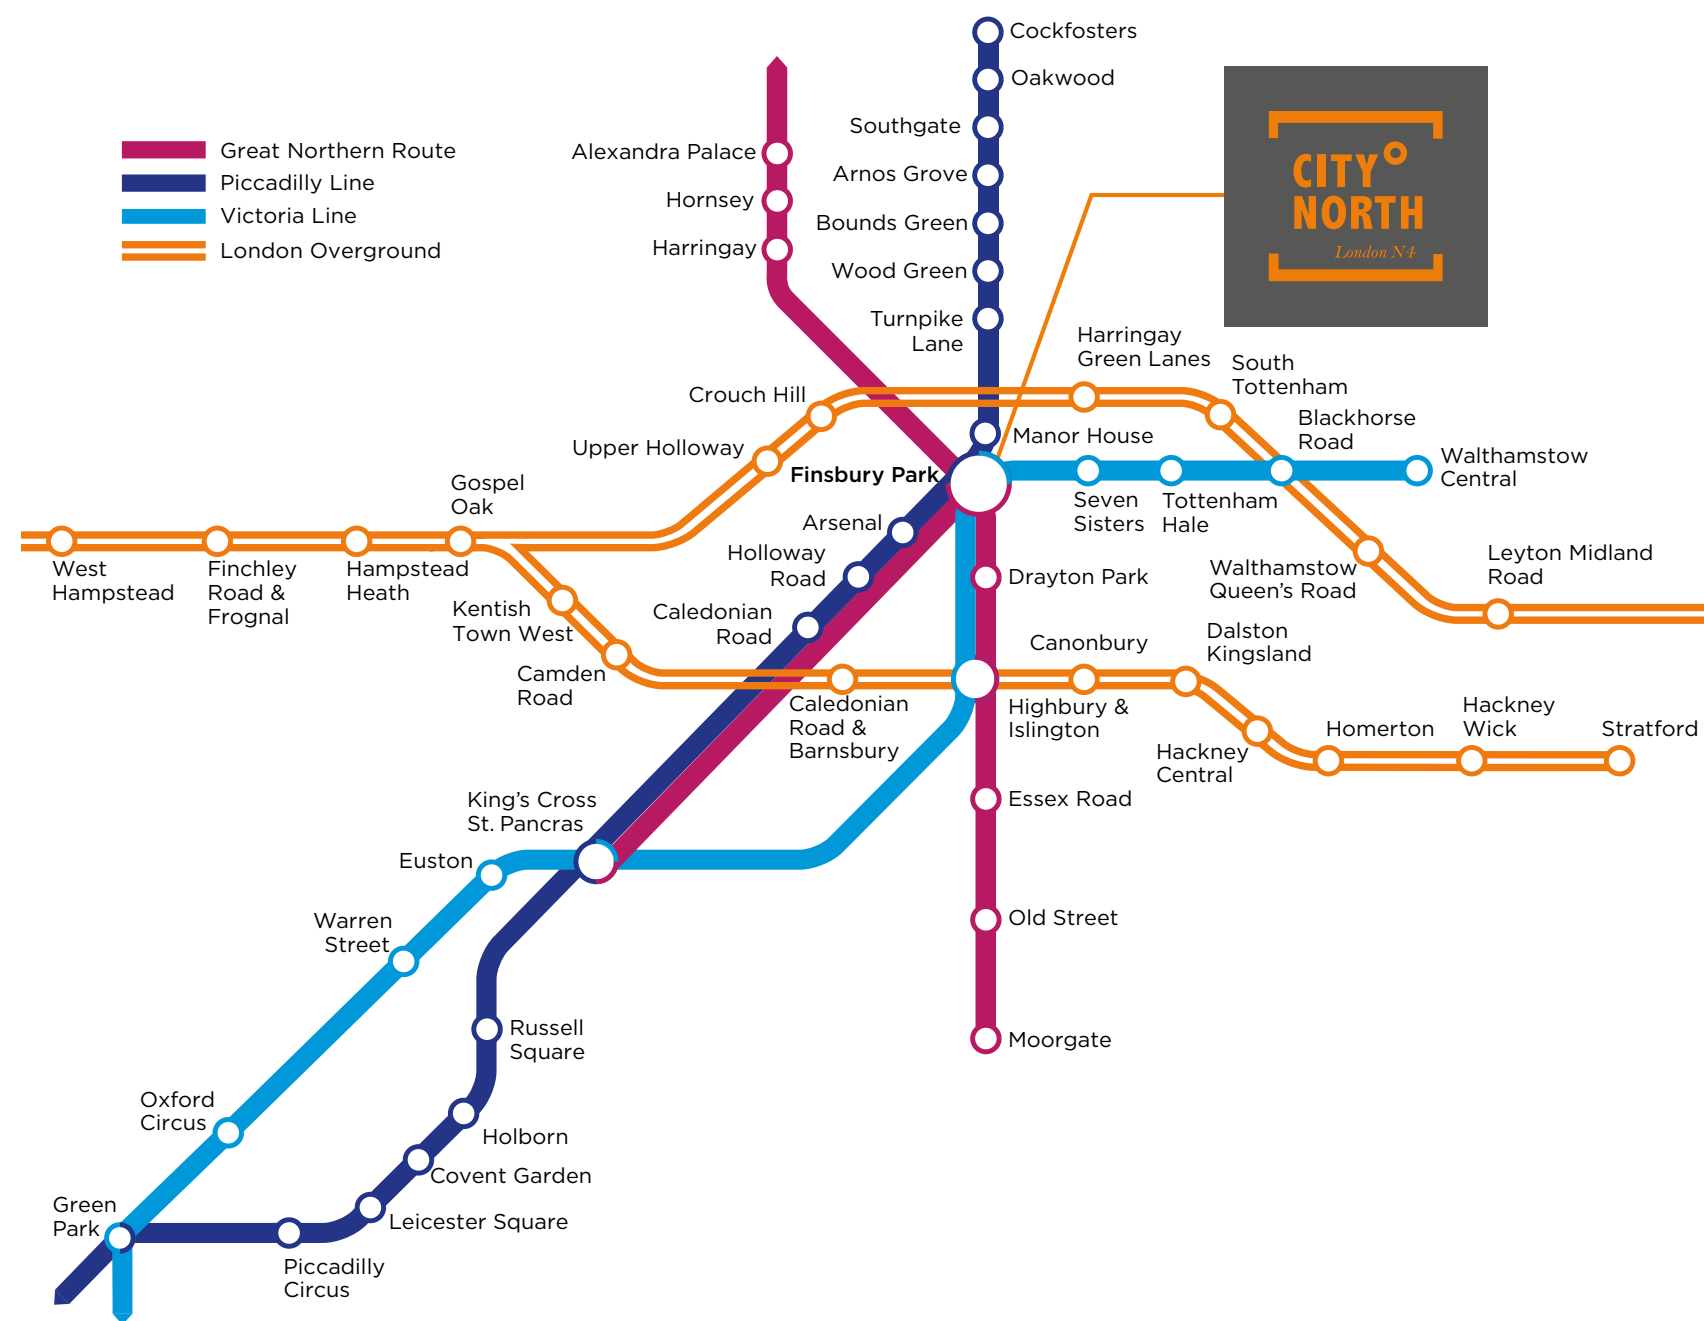 Cockfosters
Oakwood
Southgate
Arnos Grove
Bounds Green
Wood Green
Turnpike
Lane
Great Northern Route
Piccadilly Line
Victoria Line
London Overground
Alexandra Palace
Hornsey
Harringay
CITY
NORTH
London N4
Harringay
Green Lanes
South
Tottenham
Blackhorse
Road
Crouch Hill
Upper Holloway
Manor House
Finsbury Park
Walthamstow
Central
Seven
Sisters
Tottenham
Hale
Gospel
Oak
Arsenal
Holloway
Road
Caledonian
Road
West
Hampstead
Finchley
Road &
Frognal
Hampstead
Heath
Kentish
Town West
Camden
Road
Drayton Park
Walthamstow
Queen's Road
Leyton Midland
Road
Canonbury
Dalston
Kingsland
Caledonian
Road &
Barnsbury
Highbury &
Islington
Hackney
Central
Homerton
Hackney
Wick
Stratford
King's Cross
St. Pancras
Essex Road
Euston
Warren
Street
Old Street
Russell
Square
Moorgate
Oxford
Circus
Holborn
Covent Garden
Green
Park
Leicester Square
Piccadilly
Circus